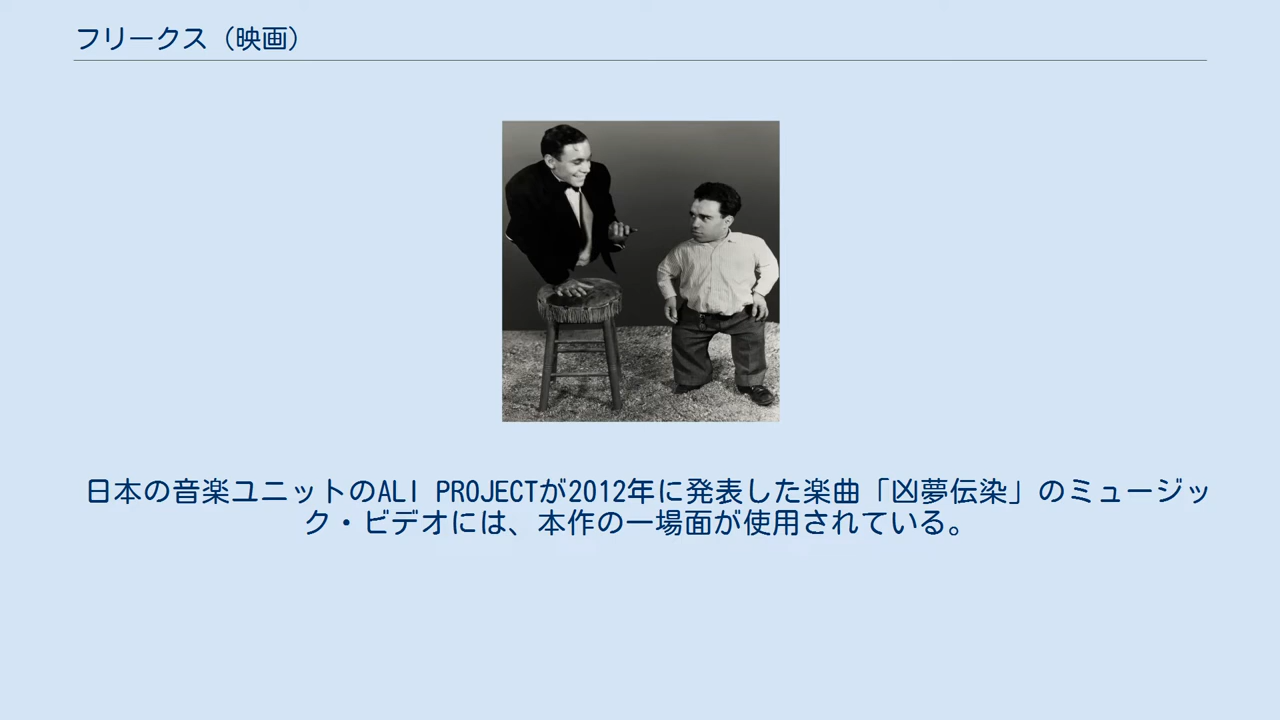 フリークス（映画）
日本の音楽ユニットのALI PROJECTが2012年に発表した楽曲「凶夢伝染」のミュージッ
ク・ビデオには、本作の一場面が使用されている。